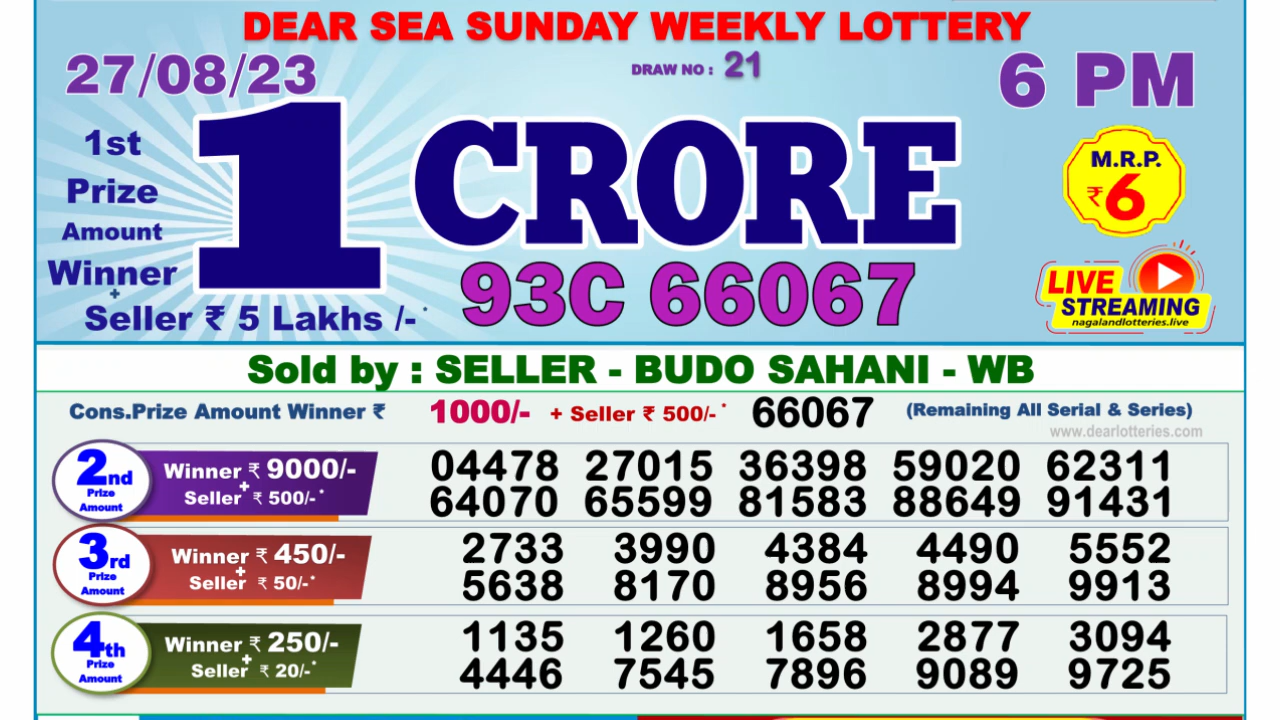 DEAR SEA SUNDAY WEEKLY LOTTERY
27/08/23
DRAW NO : 21
6 PM
1st
Prize
Amount
Winner
+
Seller ₹ 5 Lakhs /-*
1 CRORE
93C 66067
M.R.P.
₹6
LIVE
STREAMING
nagalandlotteries.live
Sold by : SELLER - BUDO SAHANI - WB
Cons.Prize Amount Winner ₹ 1000/- + Seller ₹ 500/-* 66067 (Remaining All Serial & Series)
www.dearlotteries.com
2nd
Prize
Amount
Winner ₹ 9000/-
+
Seller ₹ 500/-*
04478 27015 36398 59020 62311
64070 65599 81583 88649 91431
3rd
Prize
Amount
Winner ₹ 450/-
+
Seller ₹ 50/-*
2733 3990 4384 4490 5552
5638 8170 8956 8994 9913
4th
Prize
Amount
Winner ₹ 250/-
+
Seller ₹ 20/-*
1135 1260 1658 2877 3094
4446 7545 7896 9089 9725